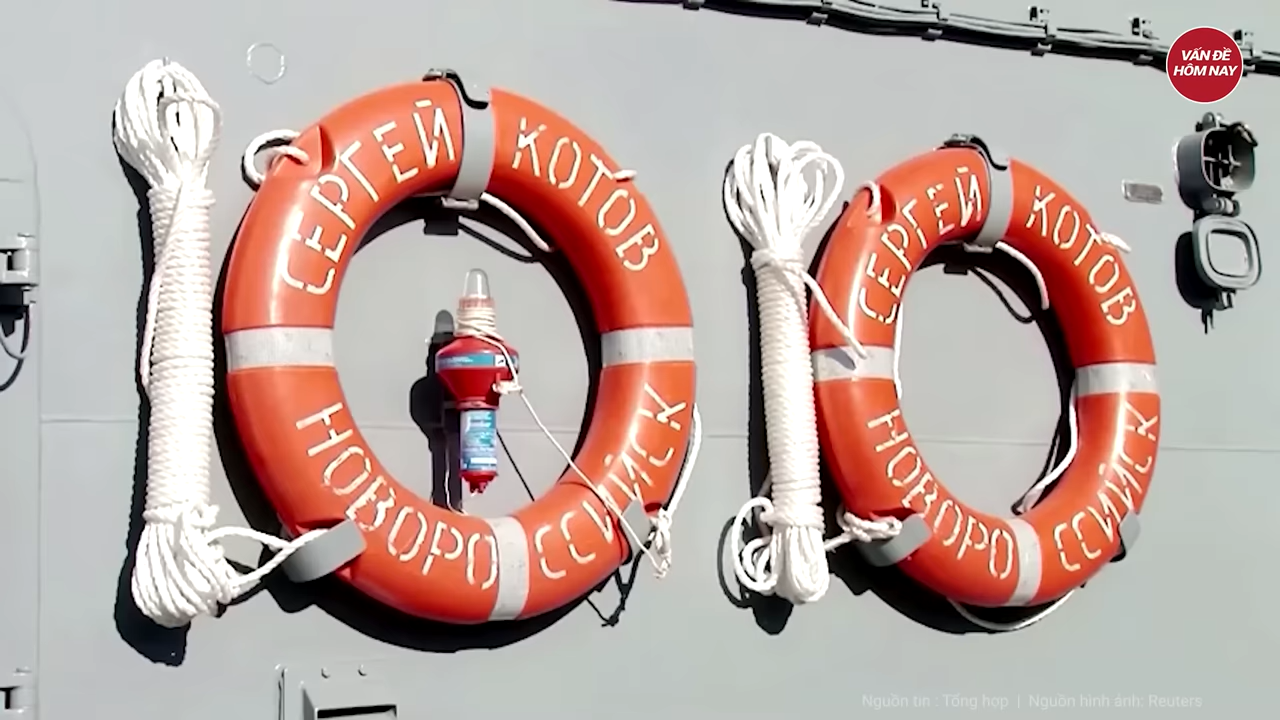 VẤN ĐỀ
HÔM NAY
СЕРГЕЙ КОТОВ
НОВОРОССИЙСК
СЕРГЕЙ КОТОВ
НОВОРОССИЙСК
Nguồn tin : Tổng hợp | Nguồn hình ảnh: Reuters